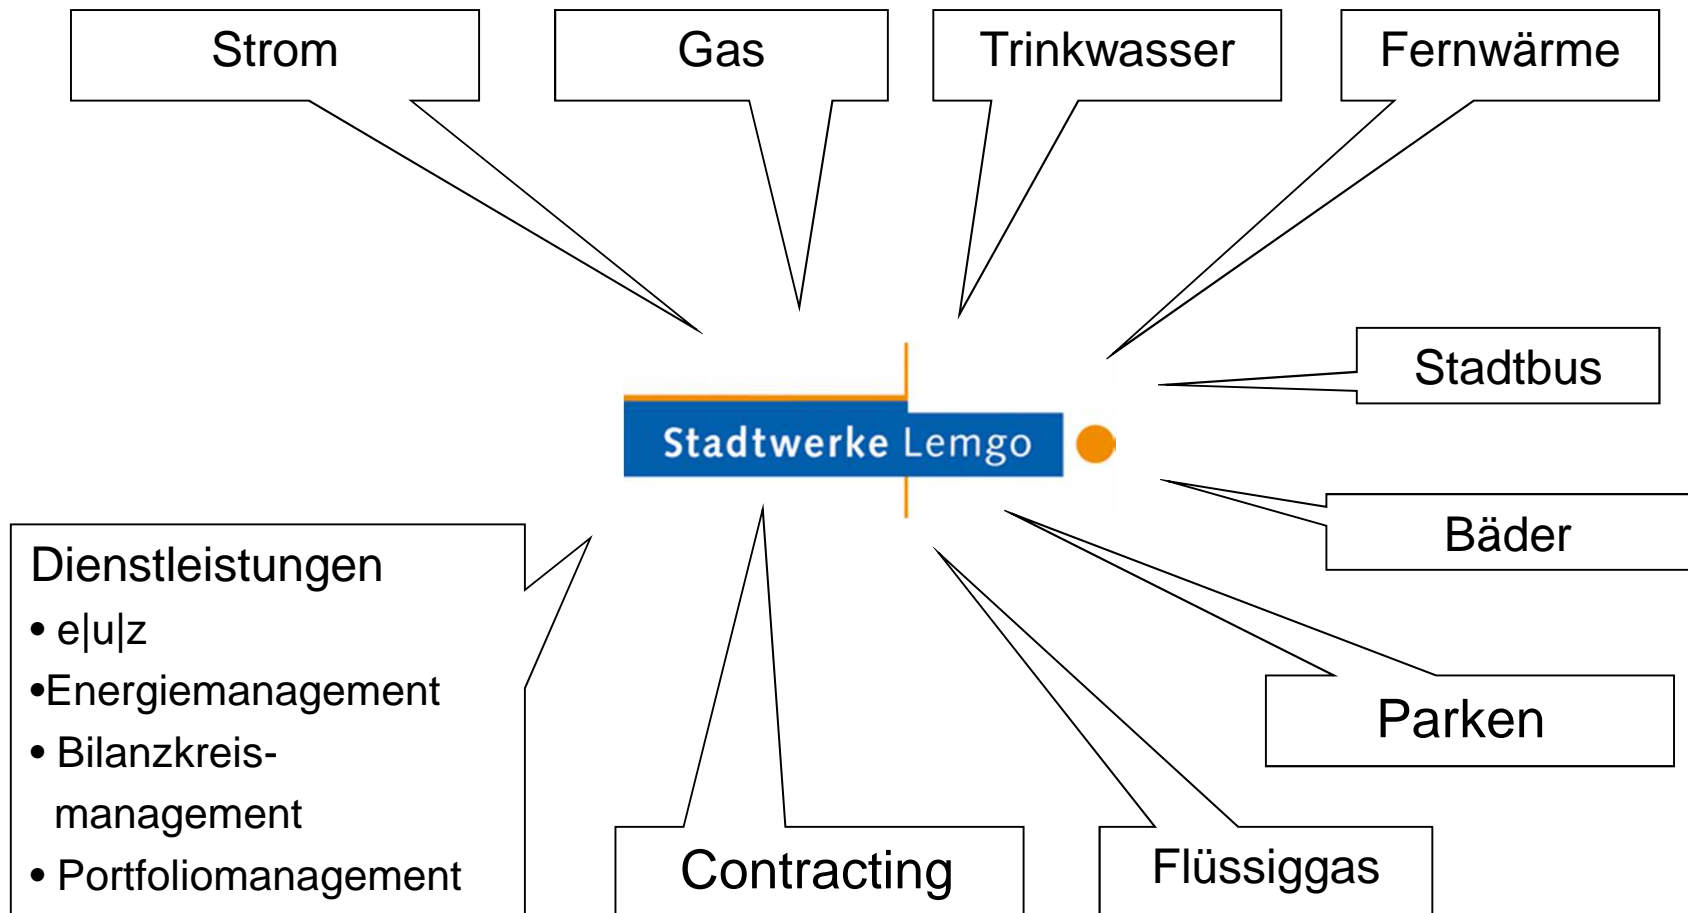 Strom
Gas
Trinkwasser
Fernwärme
Stadtbus
Stadtwerke Lemgo
Bäder
Dienstleistungen
• e|u|z
•Energiemanagement
• Bilanzkreis-
management
• Portfoliomanagement
Parken
Contracting
Flüssiggas